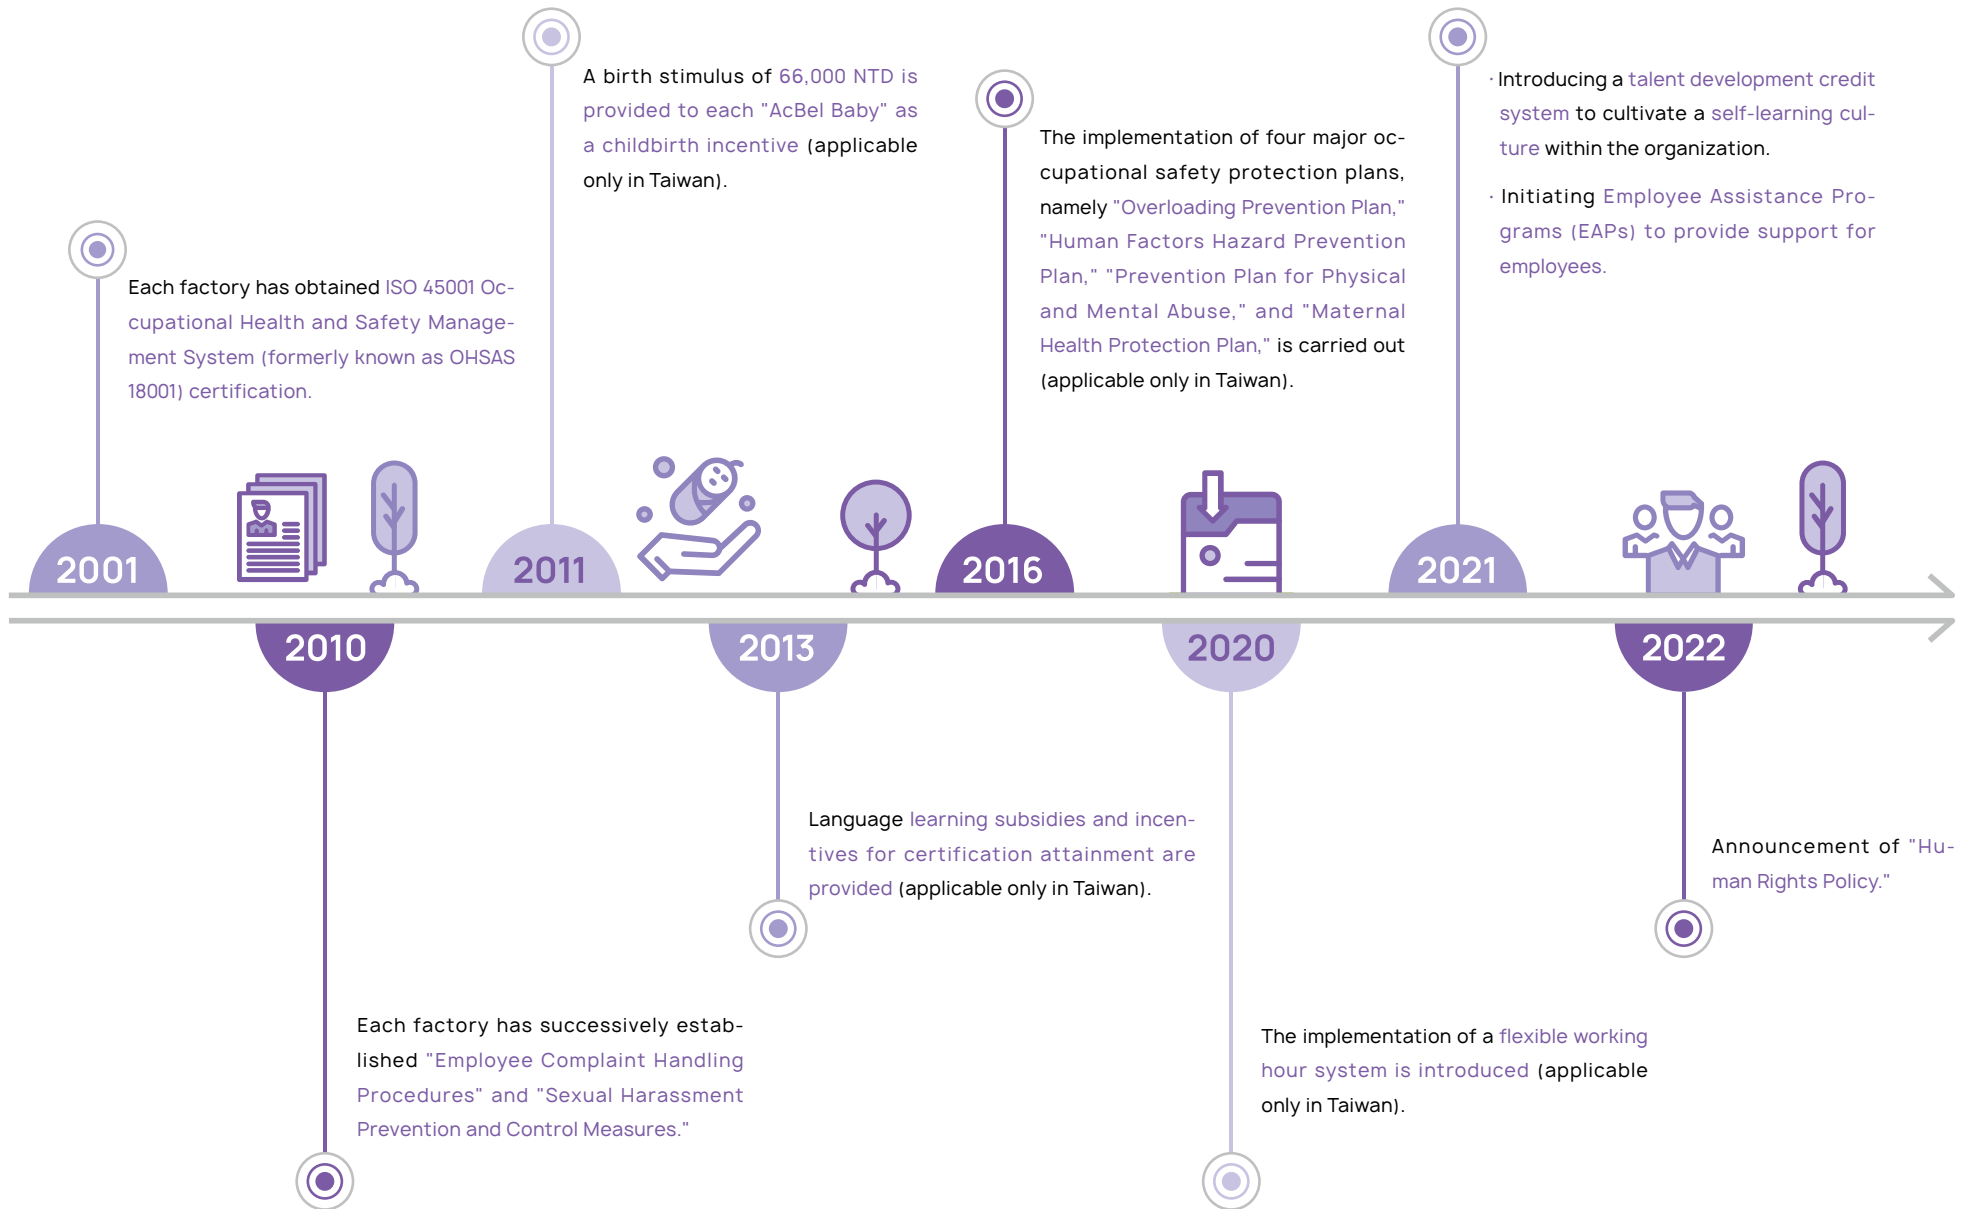 A birth stimulus of 66,000 NTD is
provided to each "AcBel Baby" as
a childbirth incentive (applicable
only in Taiwan).
· Introducing a talent development credit
system to cultivate a self-learning cul-
ture within the organization.
· Initiating Employee Assistance Pro-
grams (EAPs) to provide support for
employees.
The implementation of four major oc-
cupational safety protection plans,
namely "Overloading Prevention Plan,"
"Human Factors Hazard Prevention
Plan," "Prevention Plan for Physical
and Mental Abuse," and "Maternal
Health Protection Plan," is carried out
(applicable only in Taiwan).
Each factory has obtained ISO 45001 Oc-
cupational Health and Safety Manage-
ment System (formerly known as OHSAS
18001) certification.
2001
2011
2016
2021
2010
2013
2020
2022
Language learning subsidies and incen-
tives for certification attainment are
provided (applicable only in Taiwan).
Announcement of "Hu-
man Rights Policy."
Each factory has successively estab-
lished "Employee Complaint Handling
Procedures" and "Sexual Harassment
Prevention and Control Measures."
The implementation of a flexible working
hour system is introduced (applicable
only in Taiwan).